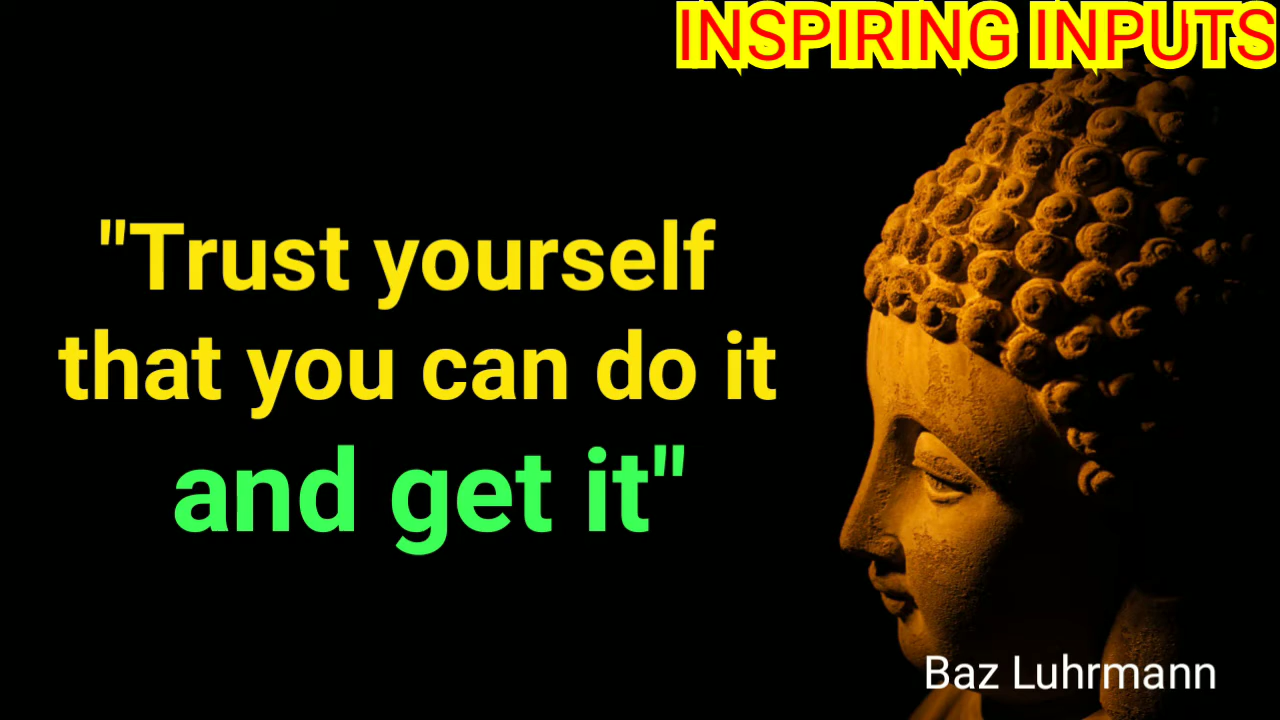 INSPIRING INPUTS
"Trust yourself
that you can do it
and get it"
Baz Luhrmann